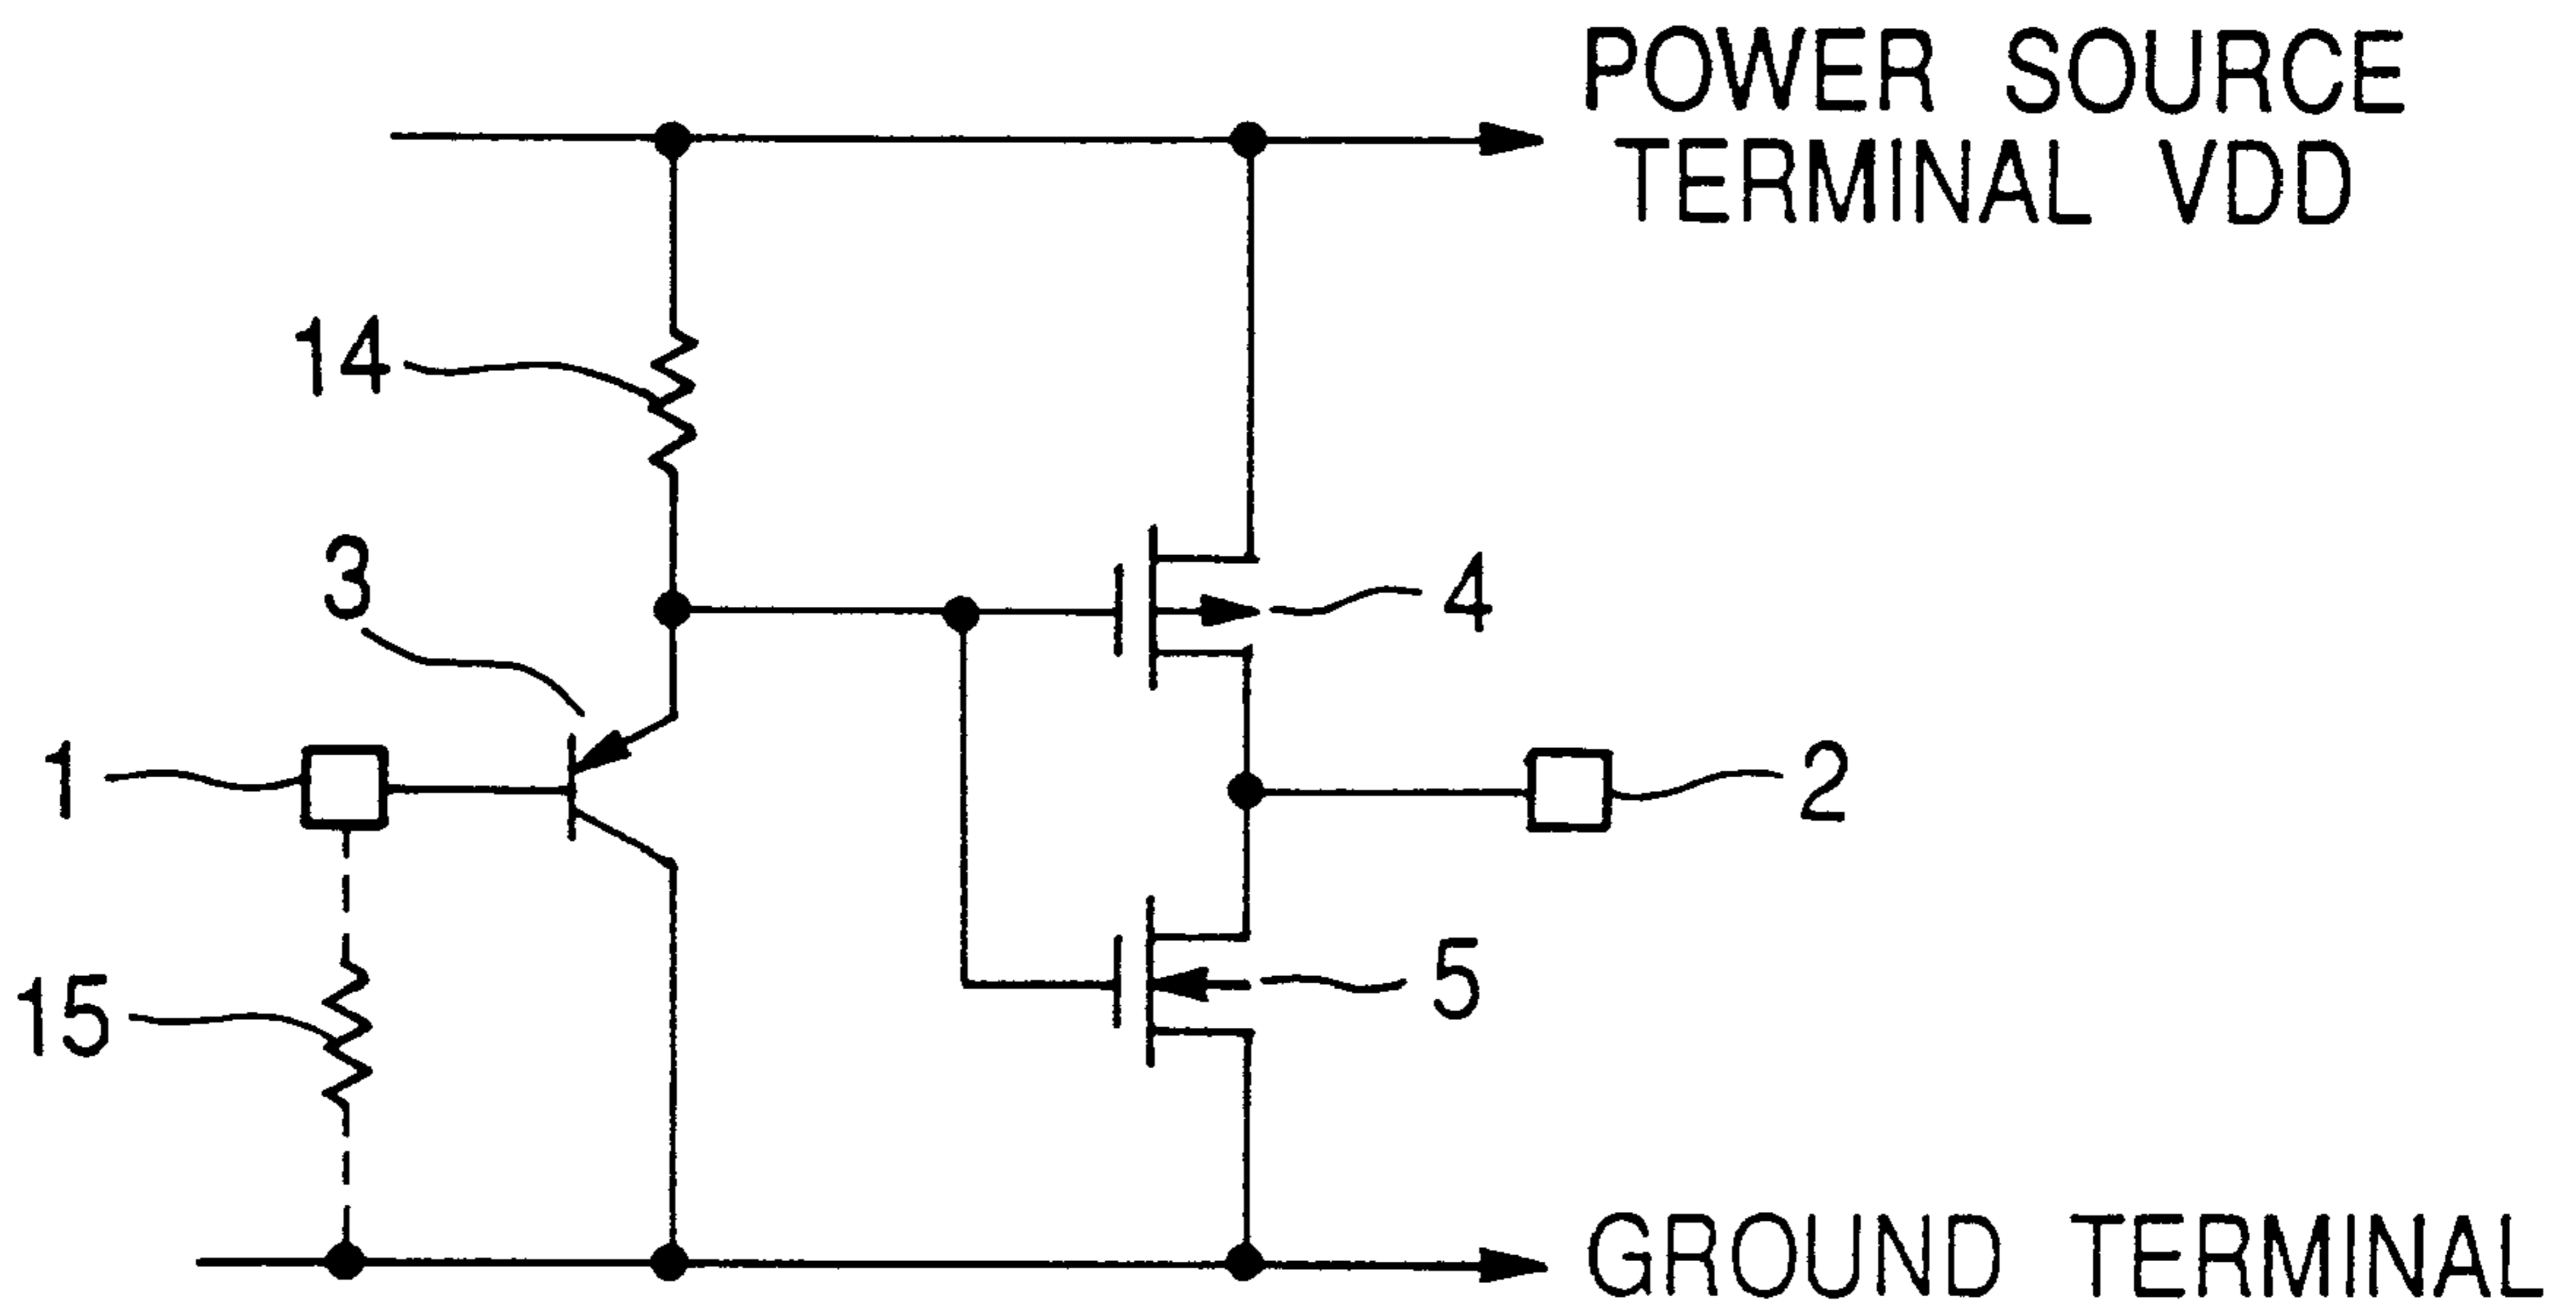 POWER SOURCE
TERMINAL VDD
14
3
4
1
2
15
5
GROUND TERMINAL